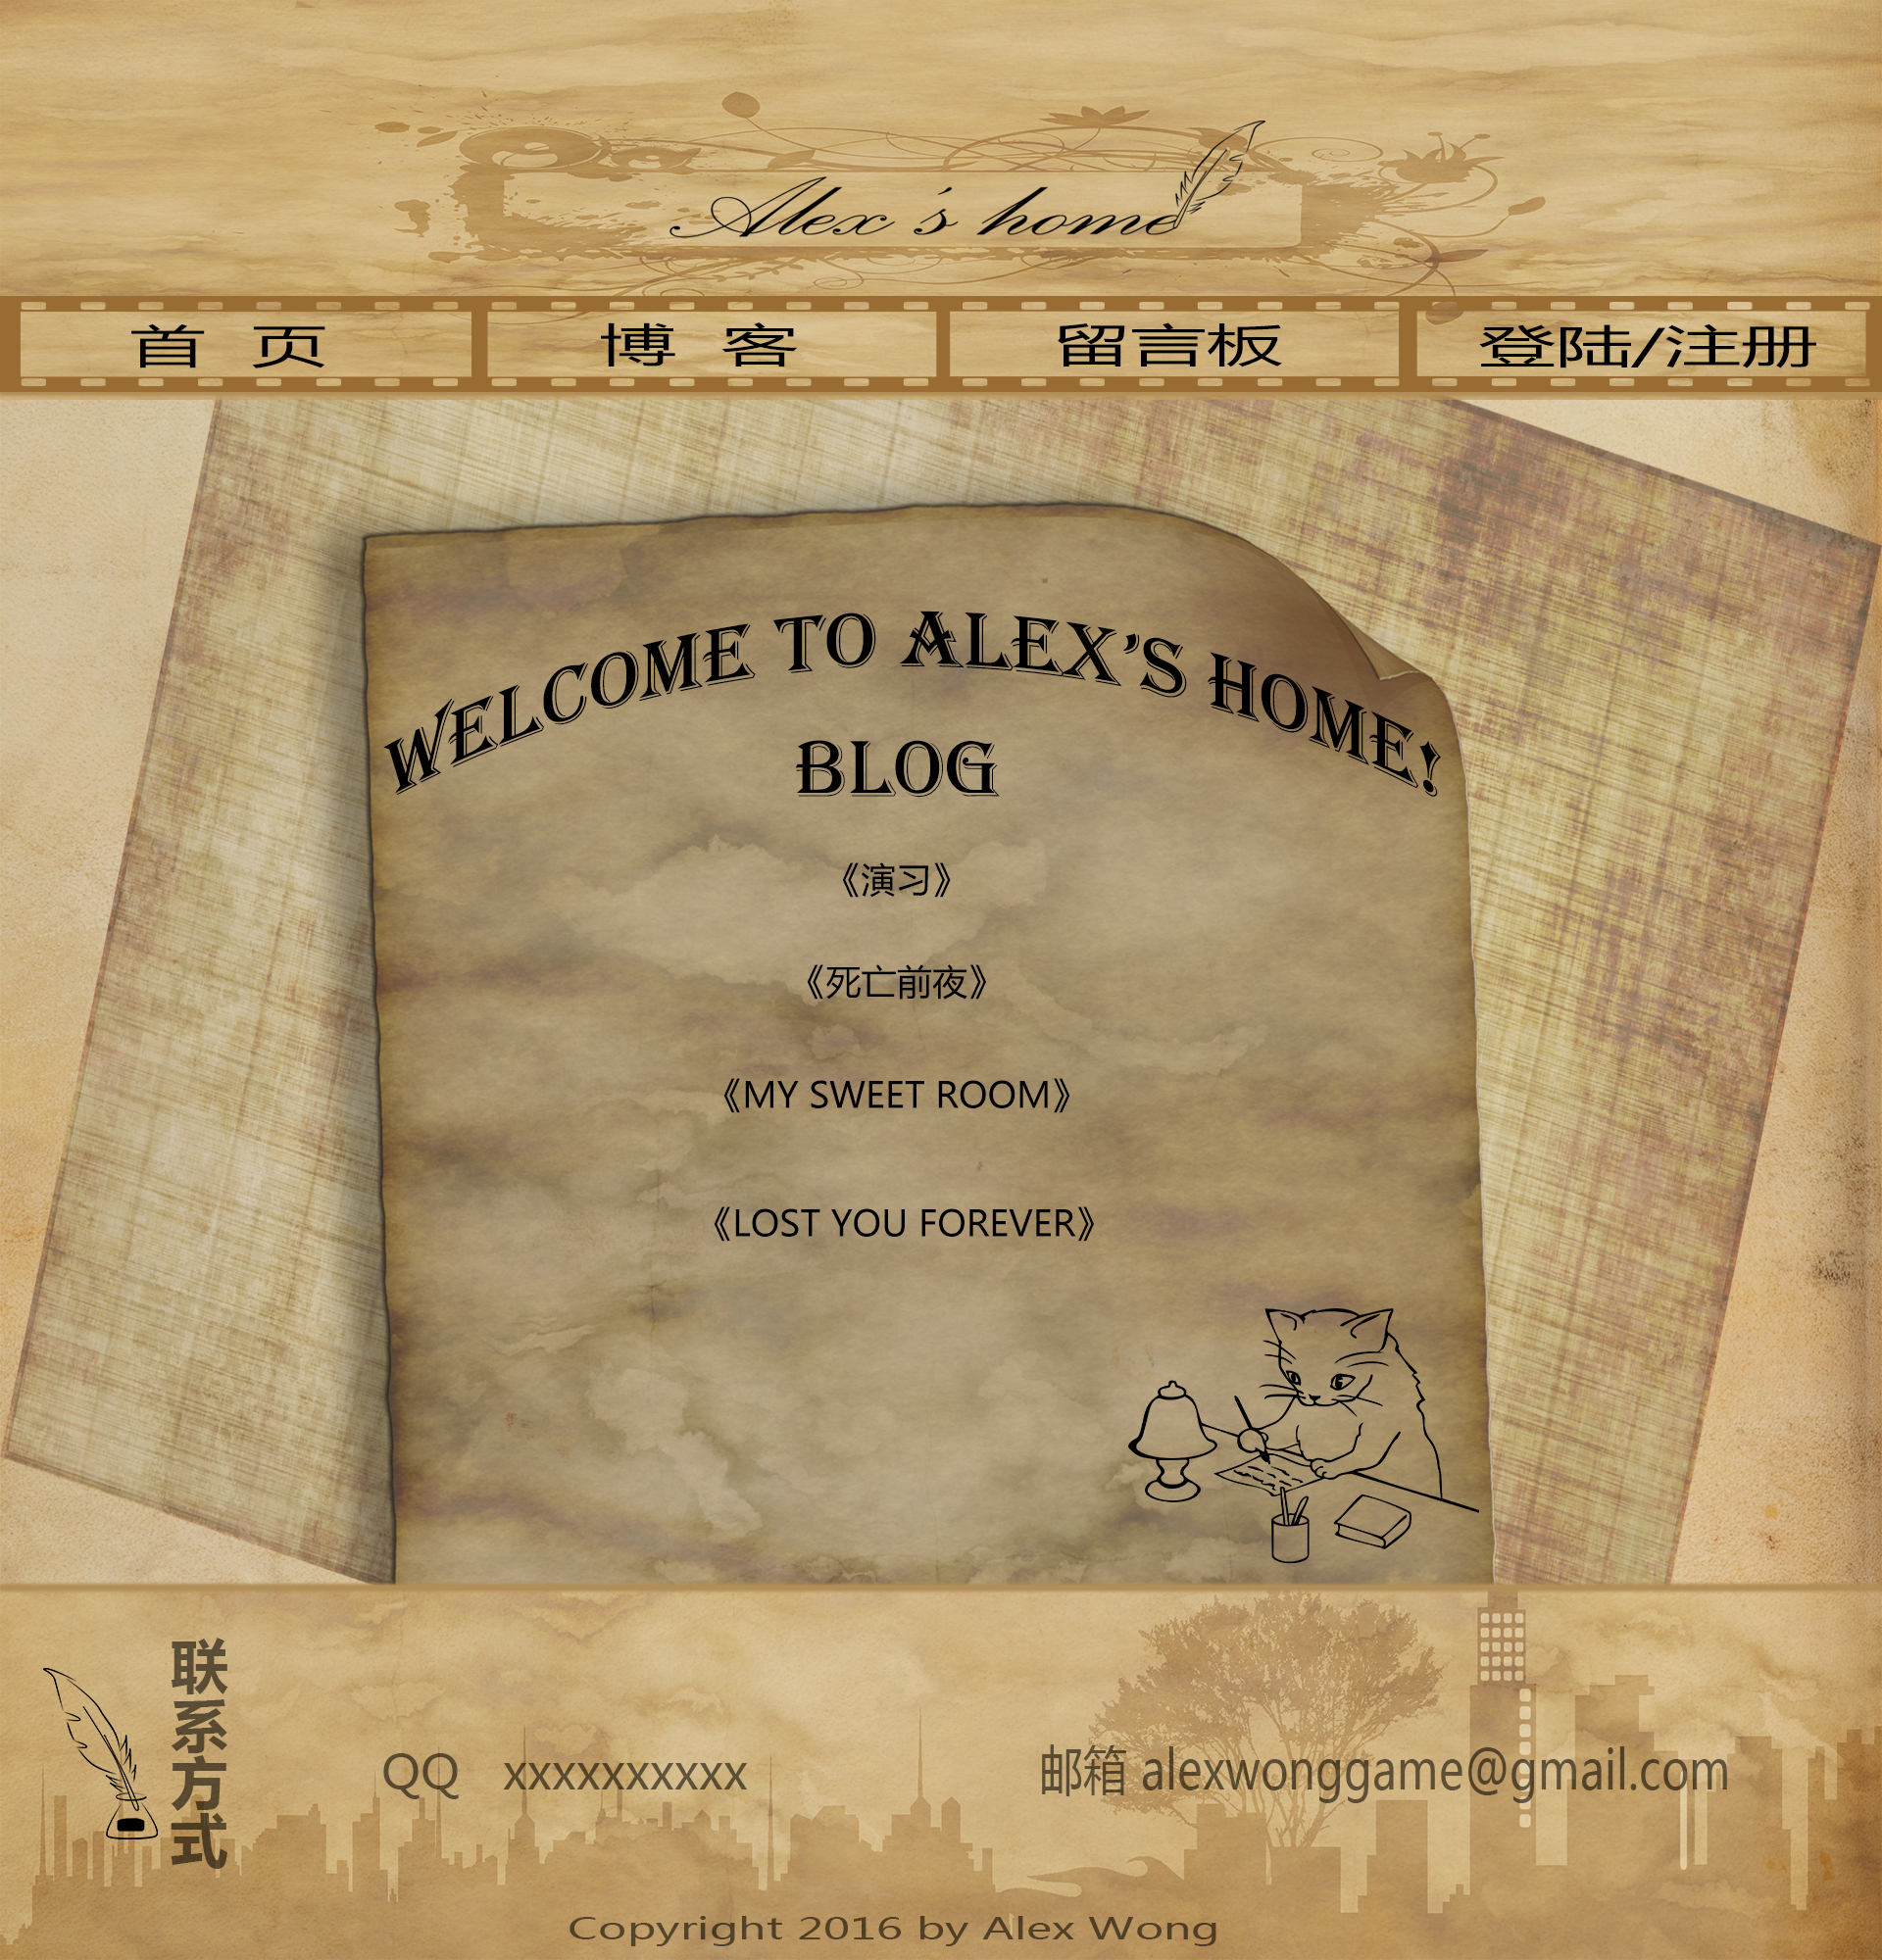 Alex's home
首 页
博 客
留言板
登陆/注册
WELCOME TO ALEX'S HOME!
BLOG
《演习》
《死亡前夜》
《MY SWEET ROOM》
《LOST YOU FOREVER》
联系方式
QQ xxxxxxxxxx
邮箱 alexwonggame@gmail.com
Copyright 2016 by Alex Wong